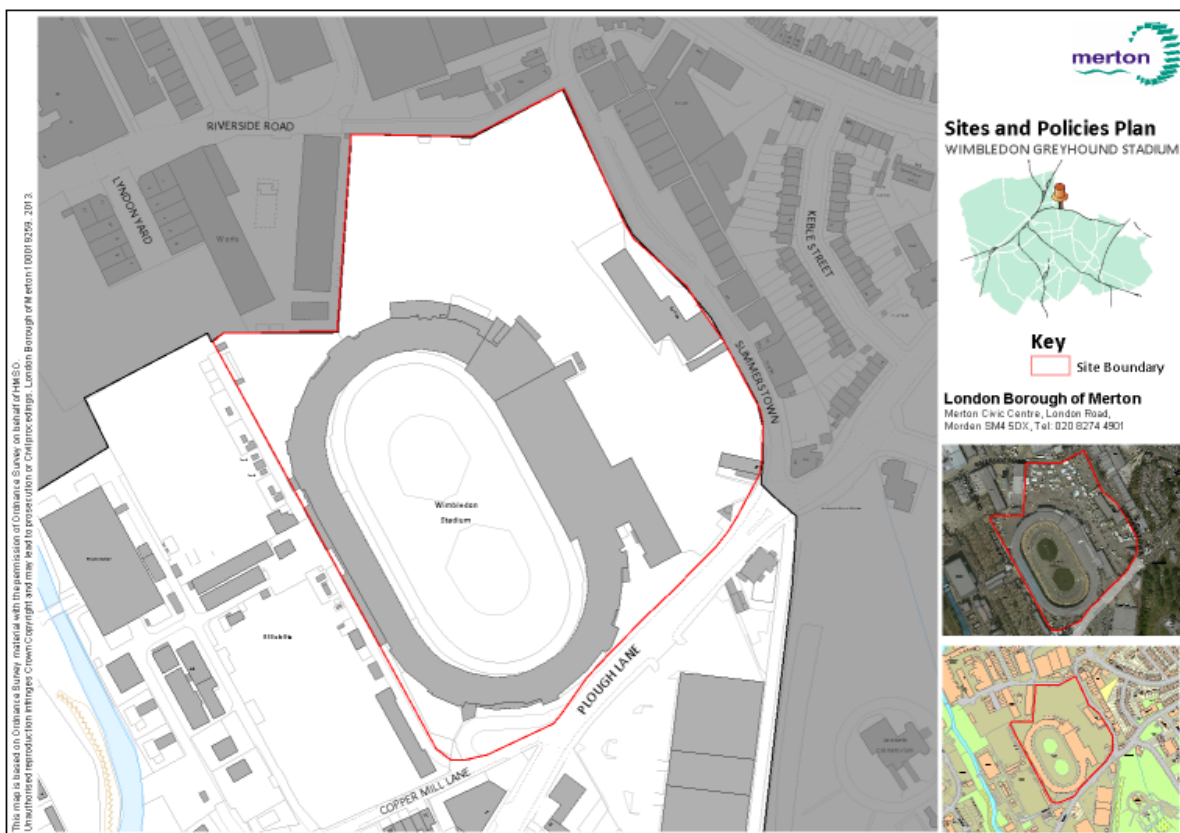 merton
Sites and Policies Plan
WIMBLEDON GREYHOUND STADIUM
Key
Site Boundary
London Borough of Merton
Merton Civic Centre, London Road,
Morden SM4 5DX, Tel: 020 8274 4901
RIVERSIDE ROAD
LYNDON YARD
Works
KEBLE STREET
SUMMERSTOWN
Wimbledon
Stadium
PLOUGH LANE
COPPER MILL LANE
This map is based on Ordnance Survey material with the permission of Ordnance Survey on behalf of HMSO.
Unauthorised reproduction infringes Crown Copyright and may lead to prosecution or Civil procedings. London Borough of Merton 100019259. 2013.